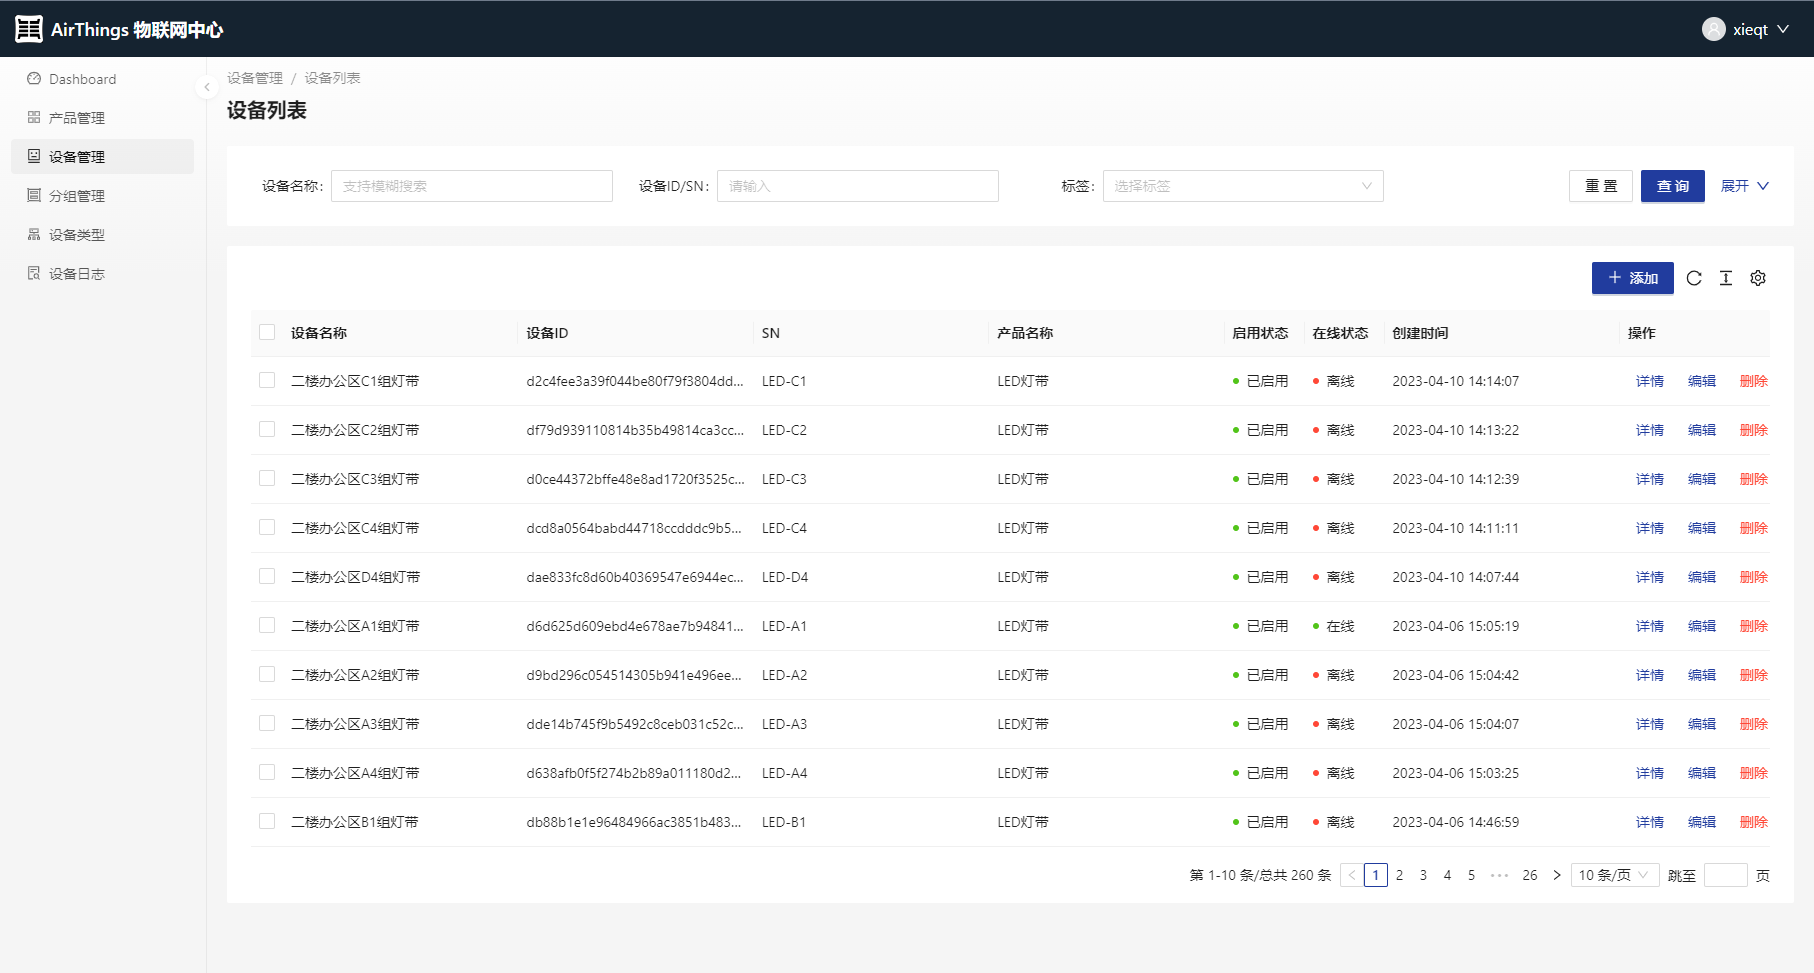 AirThings 物联网中心
xieqt
Dashboard
产品管理
设备管理
分组管理
设备类型
设备日志
设备管理 / 设备列表
设备列表
设备名称: 支持模糊搜索 设备ID/SN: 请输入 标签: 选择标签 重 置 查 询 展开
添加
设备名称 设备ID SN 产品名称 启用状态 在线状态 创建时间 操作
二楼办公区C1组灯带 d2c4fee3a39f044be80f79f3804dd... LED-C1 LED灯带 已启用 离线 2023-04-10 14:14:07 详情 编辑 删除
二楼办公区C2组灯带 df79d939110814b35b49814ca3cc... LED-C2 LED灯带 已启用 离线 2023-04-10 14:13:22 详情 编辑 删除
二楼办公区C3组灯带 d0ce44372bffe48e8ad1720f3525c... LED-C3 LED灯带 已启用 离线 2023-04-10 14:12:39 详情 编辑 删除
二楼办公区C4组灯带 dcd8a0564babd44718ccdddc9b5... LED-C4 LED灯带 已启用 离线 2023-04-10 14:11:11 详情 编辑 删除
二楼办公区D4组灯带 dae833fc8d60b40369547e6944ec... LED-D4 LED灯带 已启用 离线 2023-04-10 14:07:44 详情 编辑 删除
二楼办公区A1组灯带 d6d625d609ebd4e678ae7b94841... LED-A1 LED灯带 已启用 在线 2023-04-06 15:05:19 详情 编辑 删除
二楼办公区A2组灯带 d9bd296c054514305b941e496ee... LED-A2 LED灯带 已启用 离线 2023-04-06 15:04:42 详情 编辑 删除
二楼办公区A3组灯带 dde14b745f9b5492c8ceb031c52c... LED-A3 LED灯带 已启用 离线 2023-04-06 15:04:07 详情 编辑 删除
二楼办公区A4组灯带 d638afb0f5f274b2b89a011180d2... LED-A4 LED灯带 已启用 离线 2023-04-06 15:03:25 详情 编辑 删除
二楼办公区B1组灯带 db88b1e1e96484966ac3851b483... LED-B1 LED灯带 已启用 离线 2023-04-06 14:46:59 详情 编辑 删除
第 1-10 条/总共 260 条 < 1 2 3 4 5 ••• 26 > 10 条/页 跳至 页